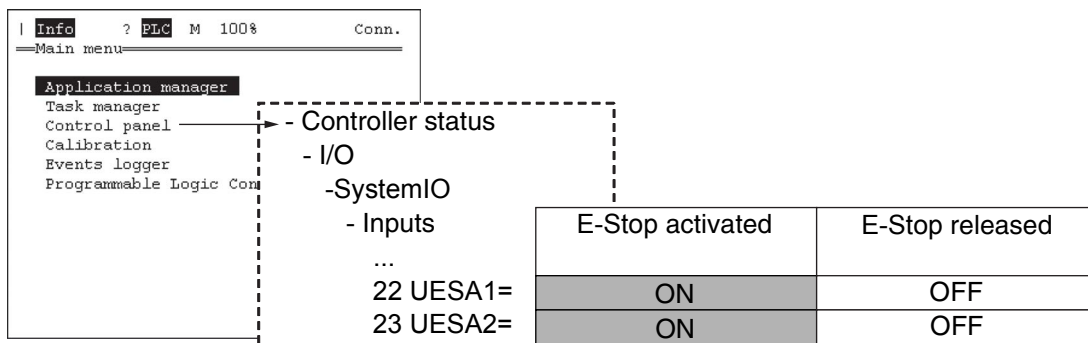 | Info ? PLC M 100% Conn.
Main menu
Application manager
Task manager
Control panel
Calibration
Events logger
Programmable Logic Con
- Controller status
- I/O
-SystemIO
- Inputs
...
E-Stop activated E-Stop released
22 UESA1= ON OFF
23 UESA2= ON OFF